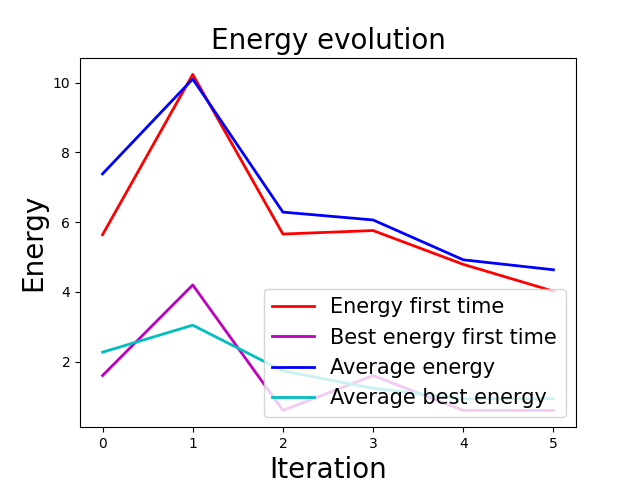 Energy evolution
Energy
10
8
6
4
2
Energy first time
Best energy first time
Average energy
Average best energy
0 1 2 3 4 5
Iteration